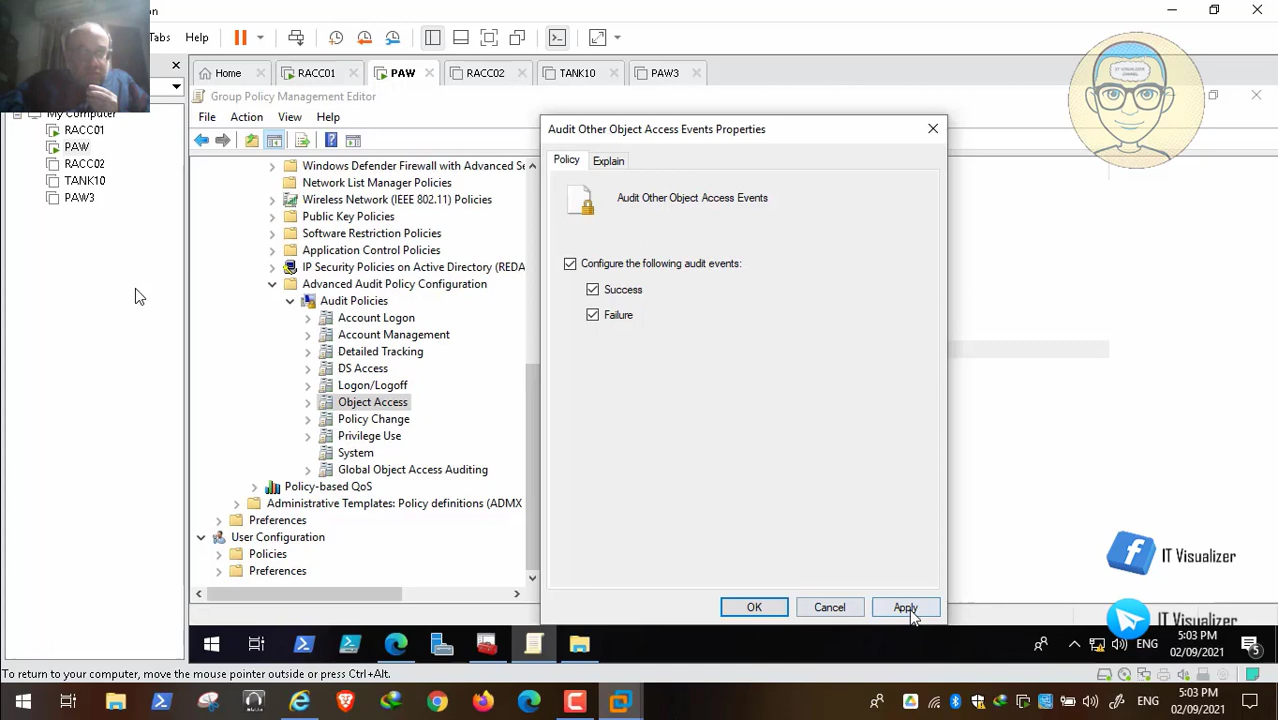 on
Tabs Help
Home RACC01 PAW RACC02 TANK10 PAW3
My Computer
RACC01
PAW
RACC02
TANK10
PAW3
IT VISUALIZER
CHANNEL
Group Policy Management Editor
File Action View Help
Windows Defender Firewall with Advanced Se
Network List Manager Policies
Wireless Network (IEEE 802.11) Policies
Public Key Policies
Software Restriction Policies
Application Control Policies
IP Security Policies on Active Directory (REDA
Advanced Audit Policy Configuration
Audit Policies
Account Logon
Account Management
Detailed Tracking
DS Access
Logon/Logoff
Object Access
Policy Change
Privilege Use
System
Global Object Access Auditing
Policy-based QoS
Administrative Templates: Policy definitions (ADMX
Preferences
User Configuration
Policies
Preferences
Audit Other Object Access Events Properties
Policy Explain
Audit Other Object Access Events
Configure the following audit events:
Success
Failure
OK Cancel Apply
IT Visualizer
IT Visualizer
ENG 5:03 PM
02/09/2021 5
To return to your computer, move the mouse pointer outside or press Ctrl+Alt.
ENG 5:03 PM
02/09/2021